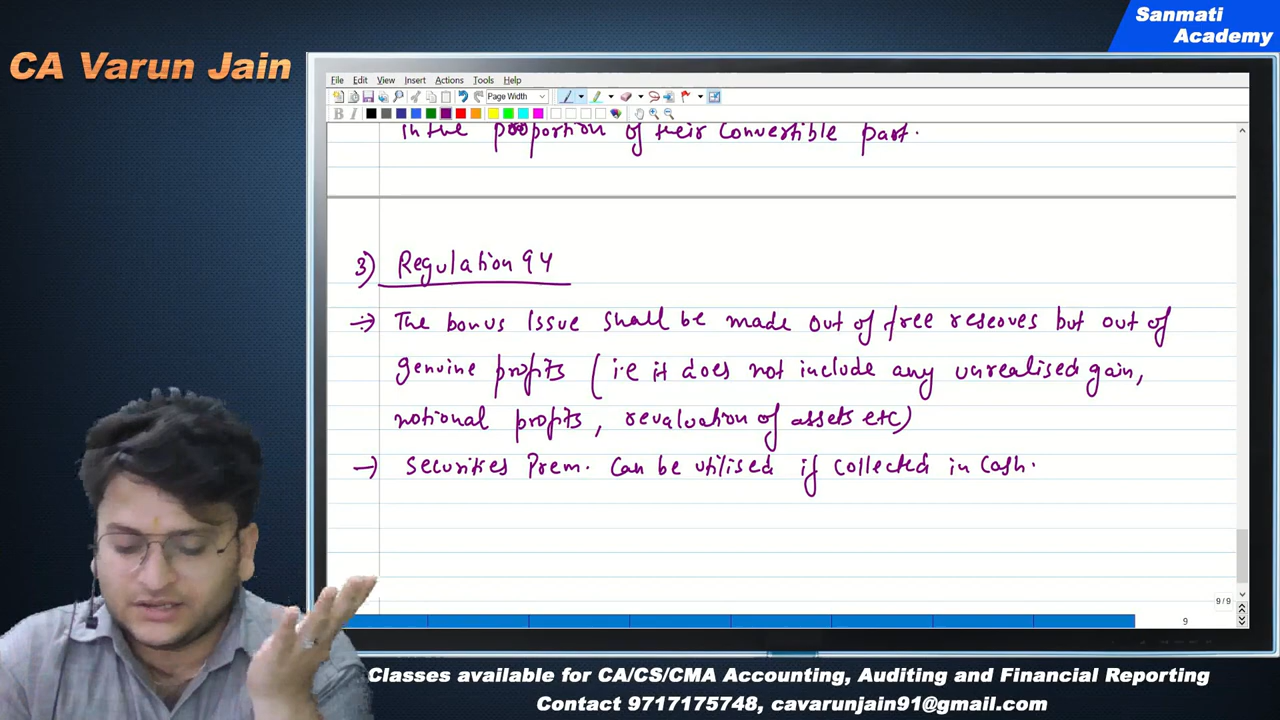 Sanmati
Academy
CA Varun Jain
File Edit View Insert Actions Tools Help
Page Width
B I
in the proportion of their convertible part.
3) Regulation 94
→ The bonus Issue shall be made out of free reserves but out of
genuine profits (i.e it does not include any unrealised gain,
notional profits, revaluation of assets etc)
→ Securities Prem. Can be utilised if collected in Cash.
9/9
9
Classes available for CA/CS/CMA Accounting, Auditing and Financial Reporting
Contact 9717175748, cavarunjain91@gmail.com